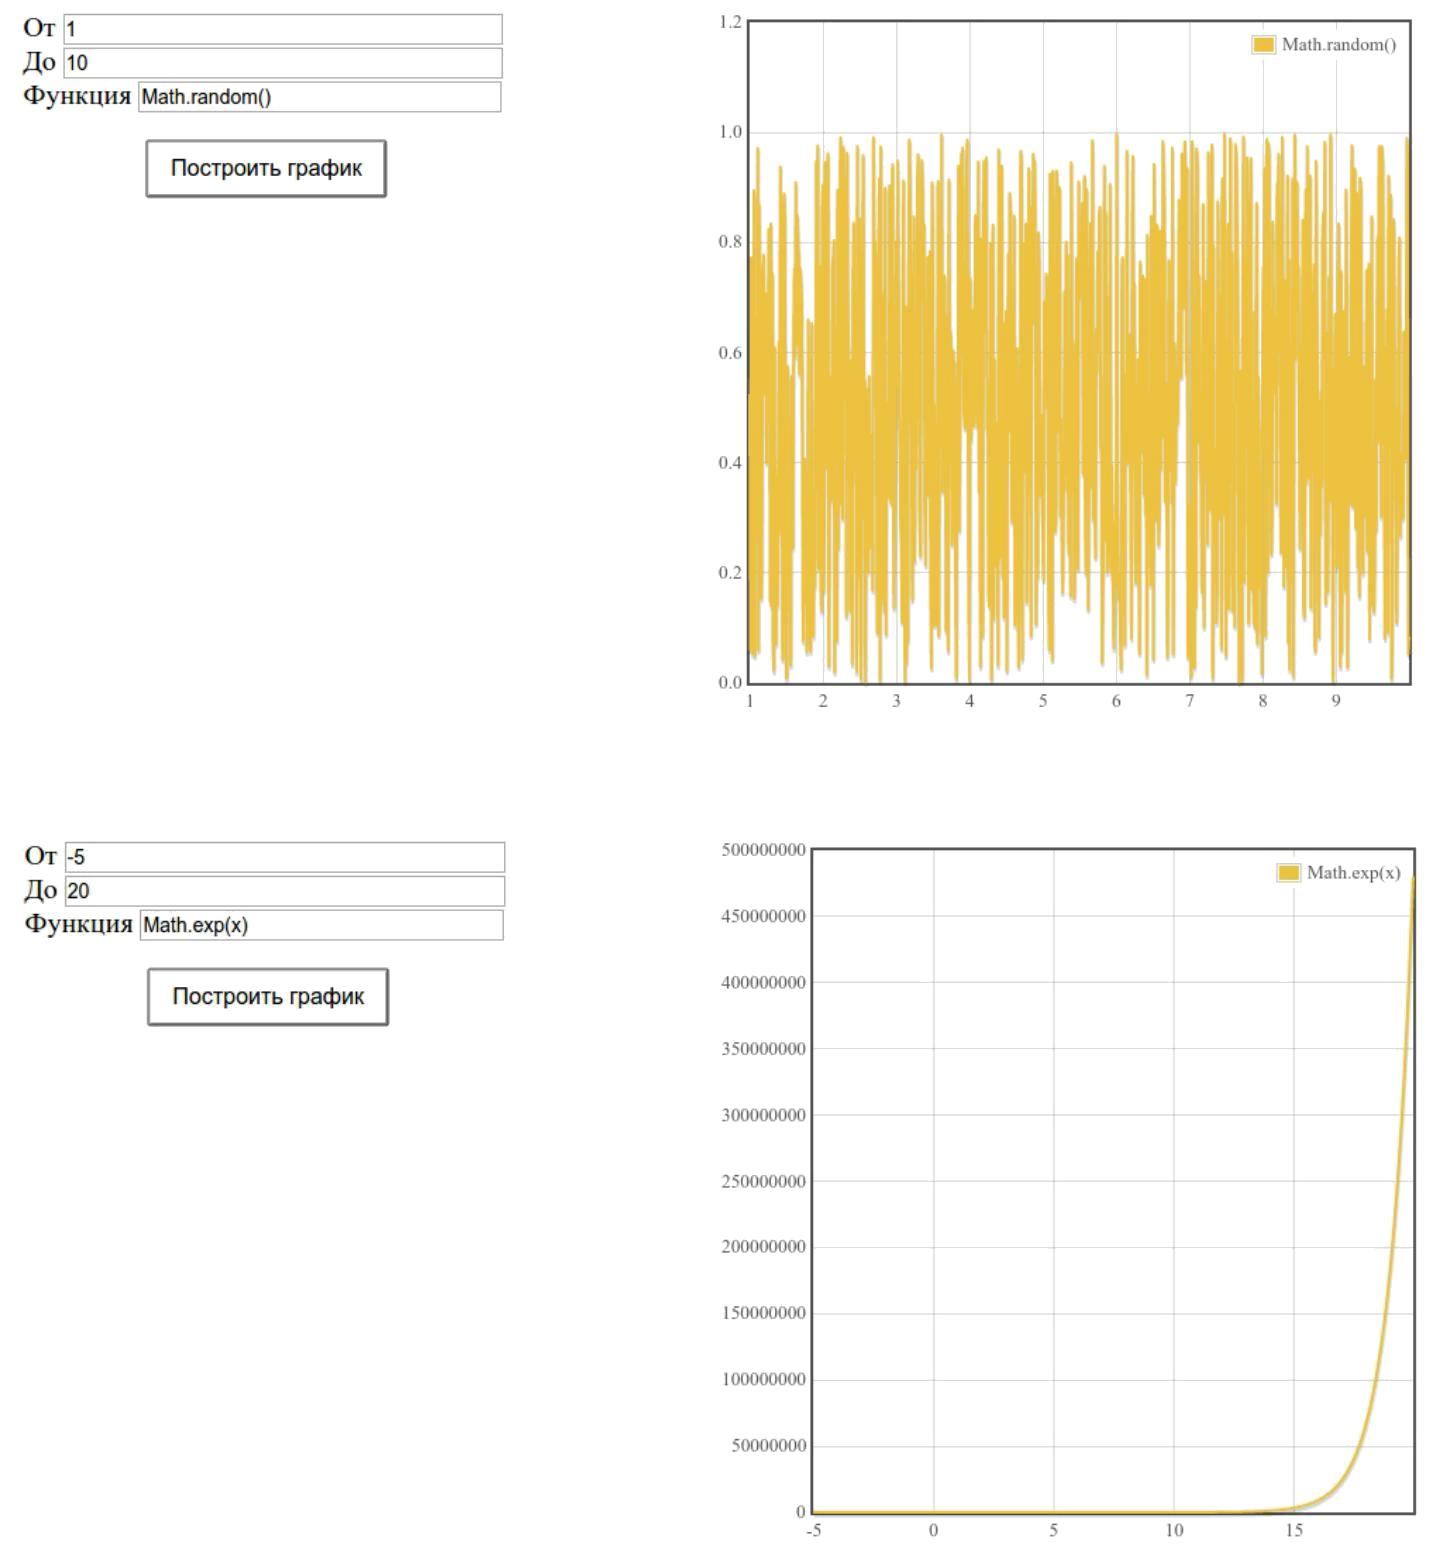 От 1
До 10
Функция Math.random()
Построить график
Math.random()
1.2
1.0
0.8
0.6
0.4
0.2
0.0
1 2 3 4 5 6 7 8 9
От -5
До 20
Функция Math.exp(x)
Построить график
Math.exp(x)
500000000
450000000
400000000
350000000
300000000
250000000
200000000
150000000
100000000
50000000
0
-5 0 5 10 15